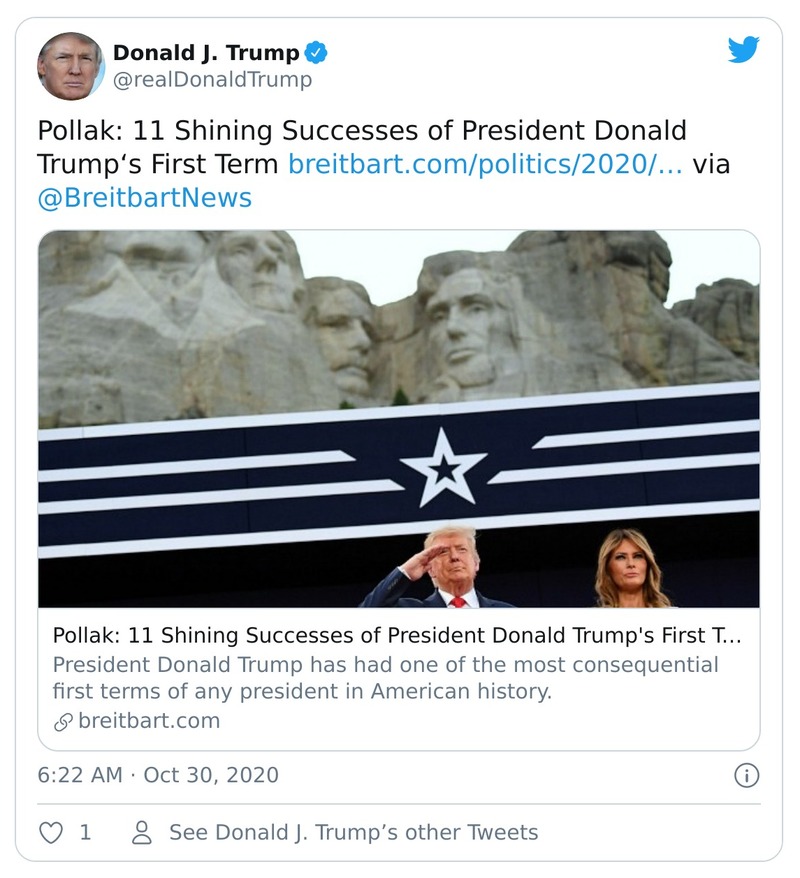 Donald J. Trump
@realDonaldTrump
Pollak: 11 Shining Successes of President Donald
Trump‘s First Term breitbart.com/politics/2020/… via
@BreitbartNews
Pollak: 11 Shining Successes of President Donald Trump's First T...
President Donald Trump has had one of the most consequential
first terms of any president in American history.
breitbart.com
6:22 AM · Oct 30, 2020
1 See Donald J. Trump’s other Tweets